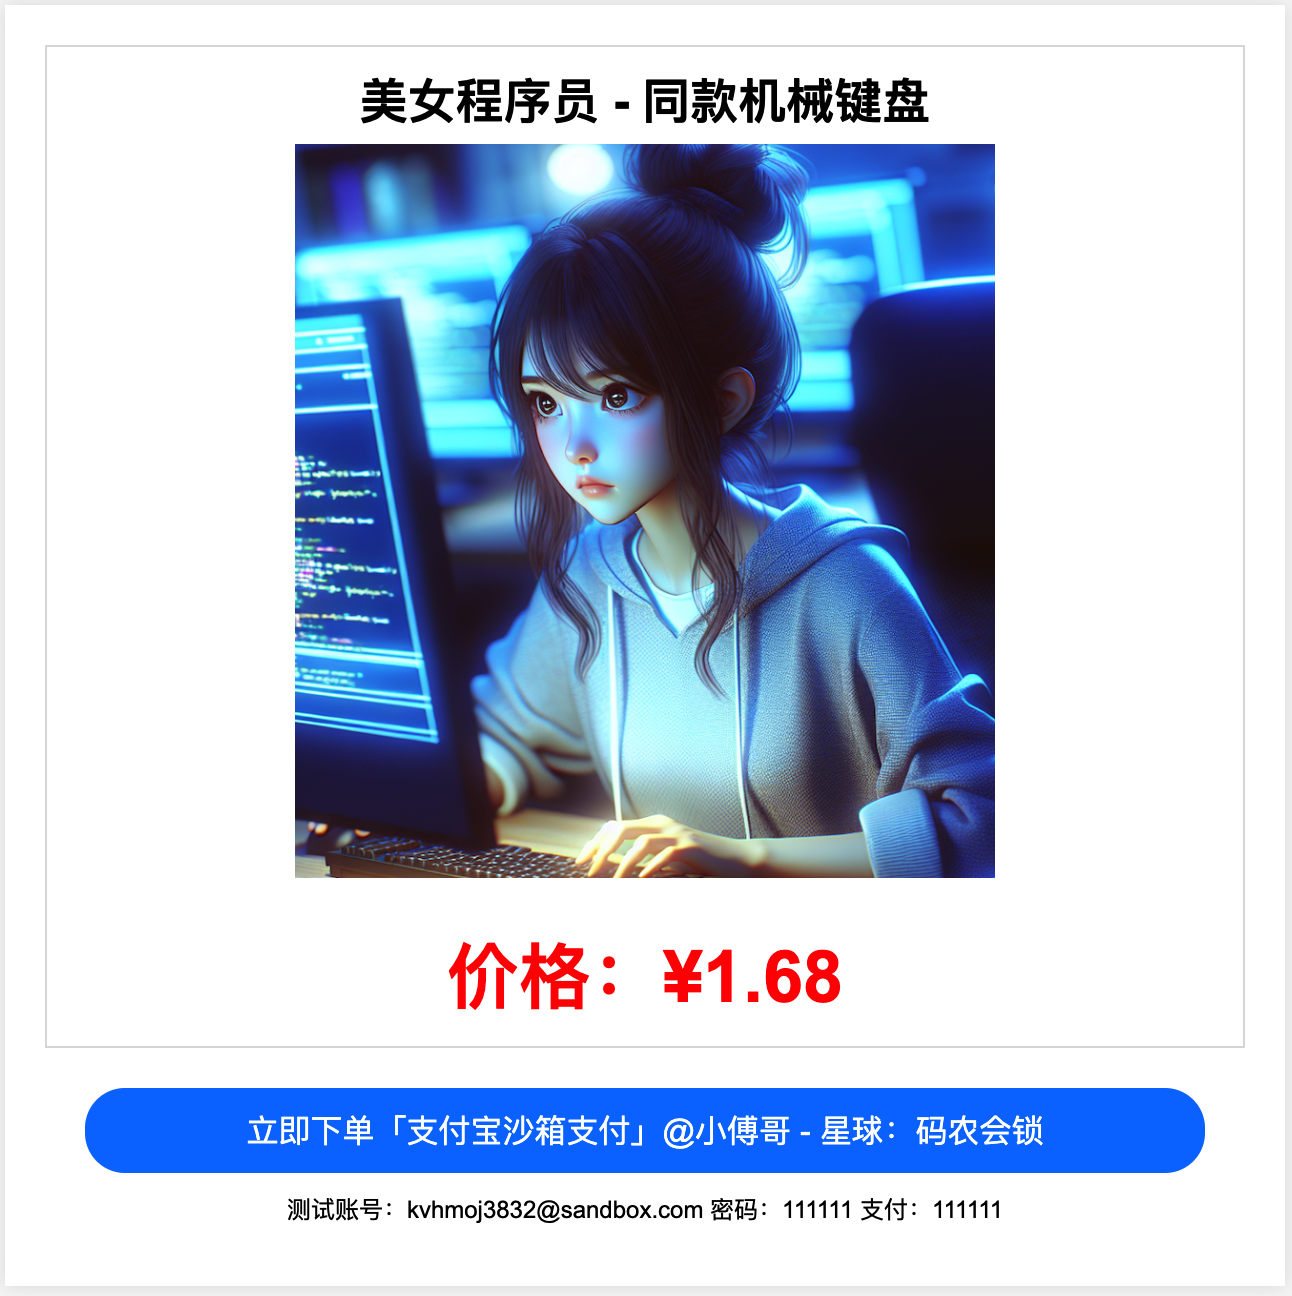 美女程序员 - 同款机械键盘
价格：¥1.68
立即下单「支付宝沙箱支付」@小傅哥 - 星球：码农会锁
测试账号：kvhmoj3832@sandbox.com 密码：111111 支付：111111